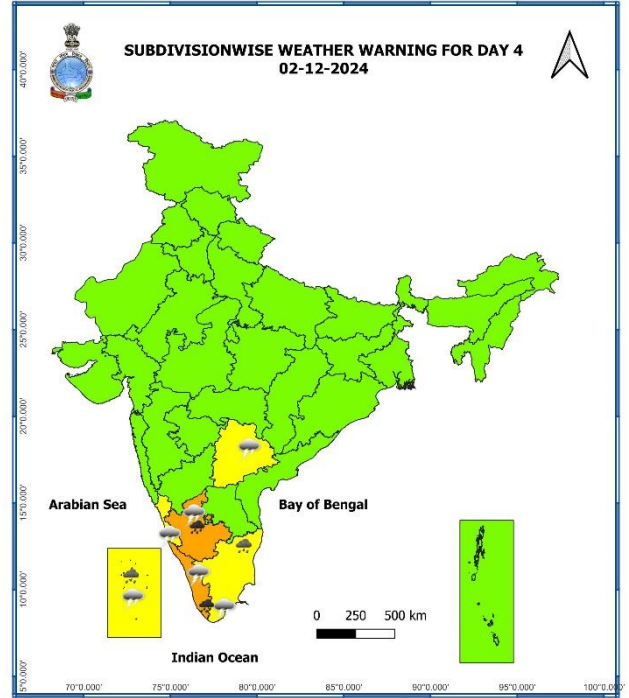 SUBDIVISIONWISE WEATHER WARNING FOR DAY 4
02-12-2024
40°0.000'
35°0.000'
30°0.000'
25°0.000'
20°0.000'
15°0.000'
10°0.000'
5°0.000'
Arabian Sea
Bay of Bengal
0 250 500 km
Indian Ocean
70°0.000' 75°0.000' 80°0.000' 85°0.000' 90°0.000' 95°0.000' 100°0.000'